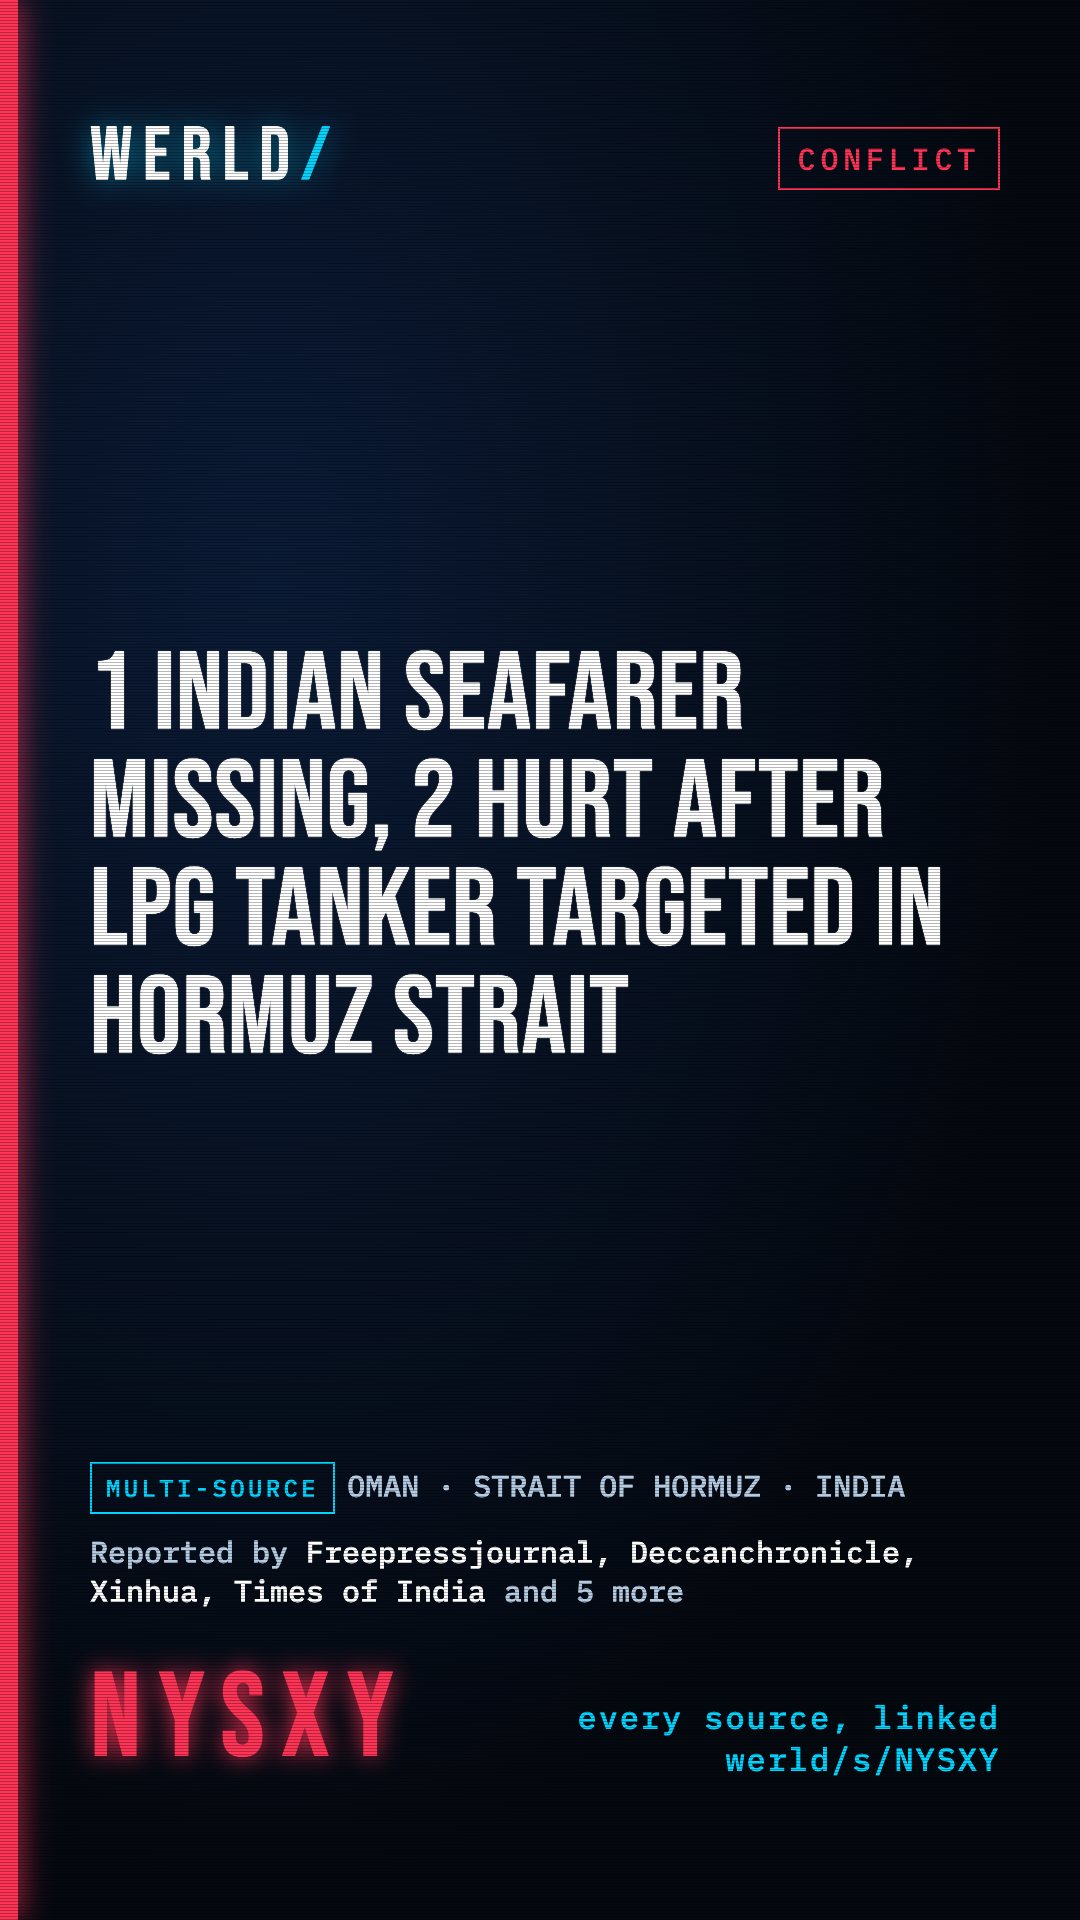 WERLD/
CONFLICT
1 INDIAN SEAFARER
MISSING, 2 HURT AFTER
LPG TANKER TARGETED IN
HORMUZ STRAIT
MULTI-SOURCE OMAN · STRAIT OF HORMUZ · INDIA
Reported by Freepressjournal, Deccanchronicle,
Xinhua, Times of India and 5 more
NYSXY
every source, linked
werld/s/NYSXY